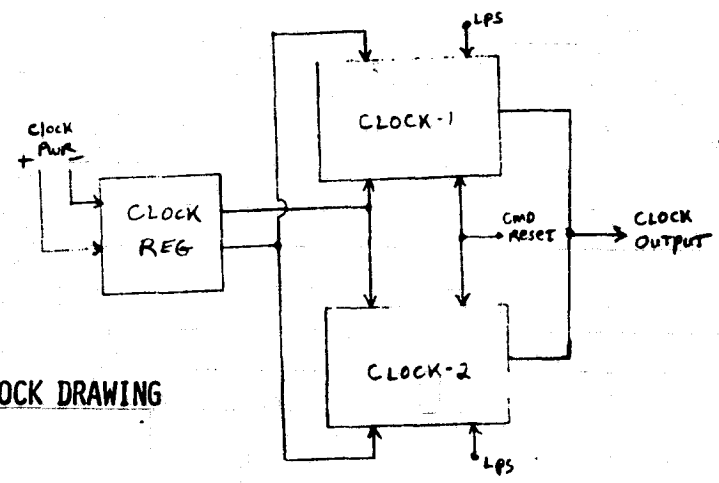 LPS
CLOCK-1
Clock
+ PWR -
CLOCK
REG
CMD
RESET
CLOCK
OUTPUT
CLOCK-2
OCK DRAWING
LPS